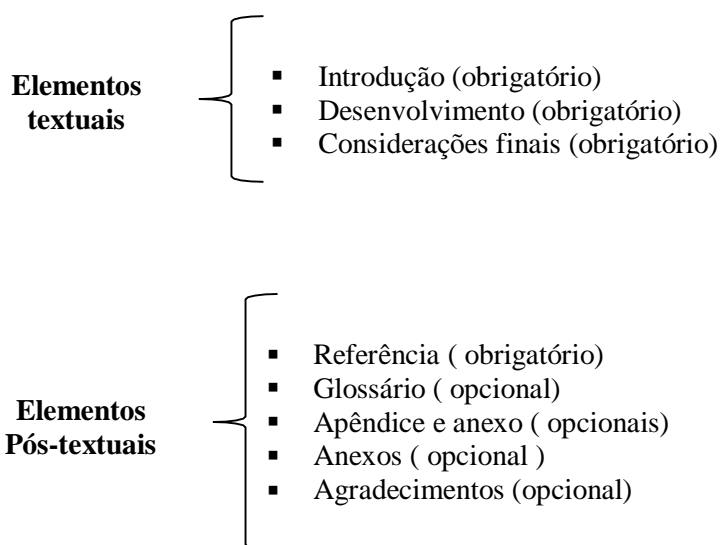 Elementos
textuais
▪ Introdução (obrigatório)
▪ Desenvolvimento (obrigatório)
▪ Considerações finais (obrigatório)
Elementos
Pós-textuais
▪ Referência ( obrigatório)
▪ Glossário ( opcional)
▪ Apêndice e anexo ( opcionais)
▪ Anexos ( opcional )
▪ Agradecimentos (opcional)